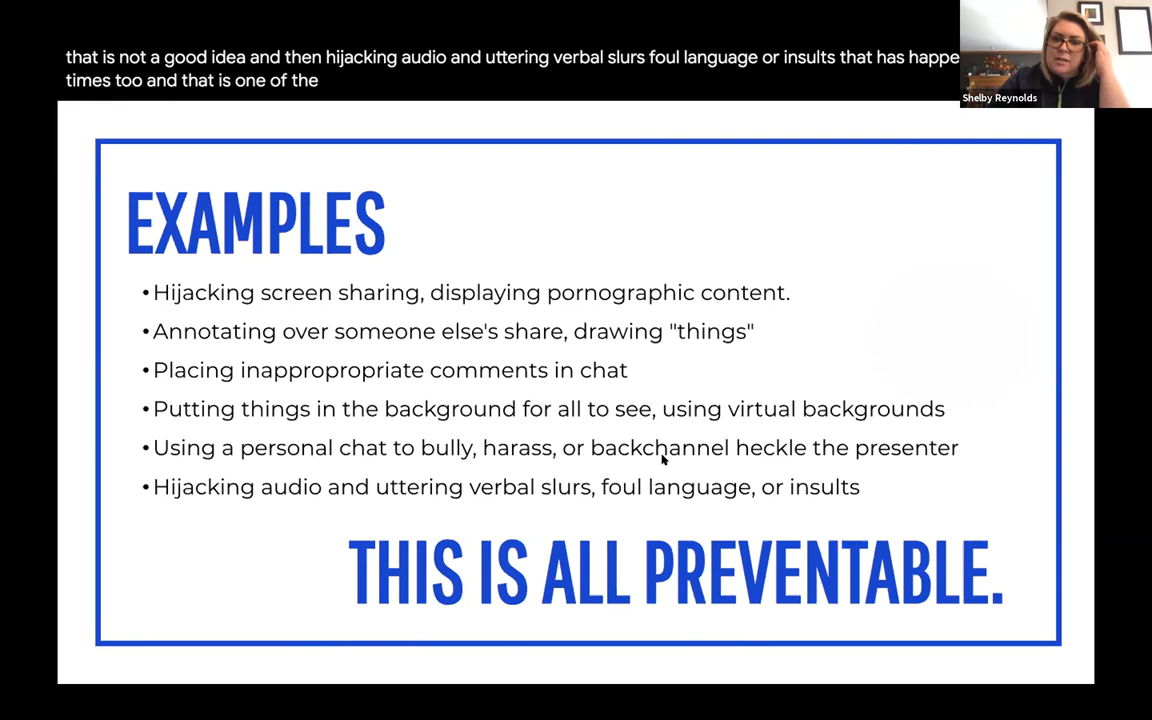 that is not a good idea and then hijacking audio and uttering verbal slurs foul language or insults that has happe
times too and that is one of the
Shelby Reynolds
EXAMPLES
•Hijacking screen sharing, displaying pornographic content.
•Annotating over someone else's share, drawing "things"
•Placing inappropropriate comments in chat
•Putting things in the background for all to see, using virtual backgrounds
•Using a personal chat to bully, harass, or backchannel heckle the presenter
•Hijacking audio and uttering verbal slurs, foul language, or insults
THIS IS ALL PREVENTABLE.